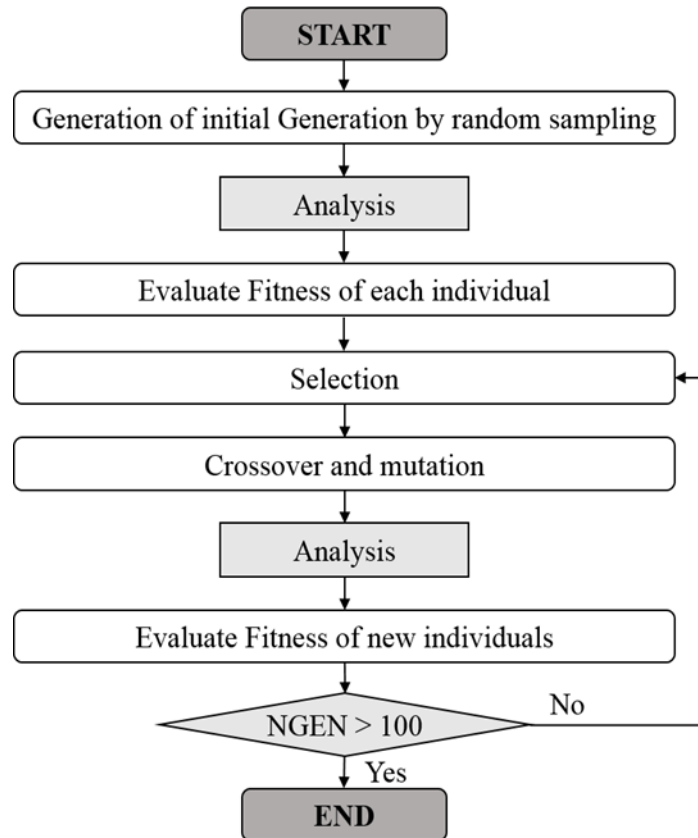 START
Generation of initial Generation by random sampling
Analysis
Evaluate Fitness of each individual
Selection
Crossover and mutation
Analysis
Evaluate Fitness of new individuals
NGEN > 100
No
Yes
END